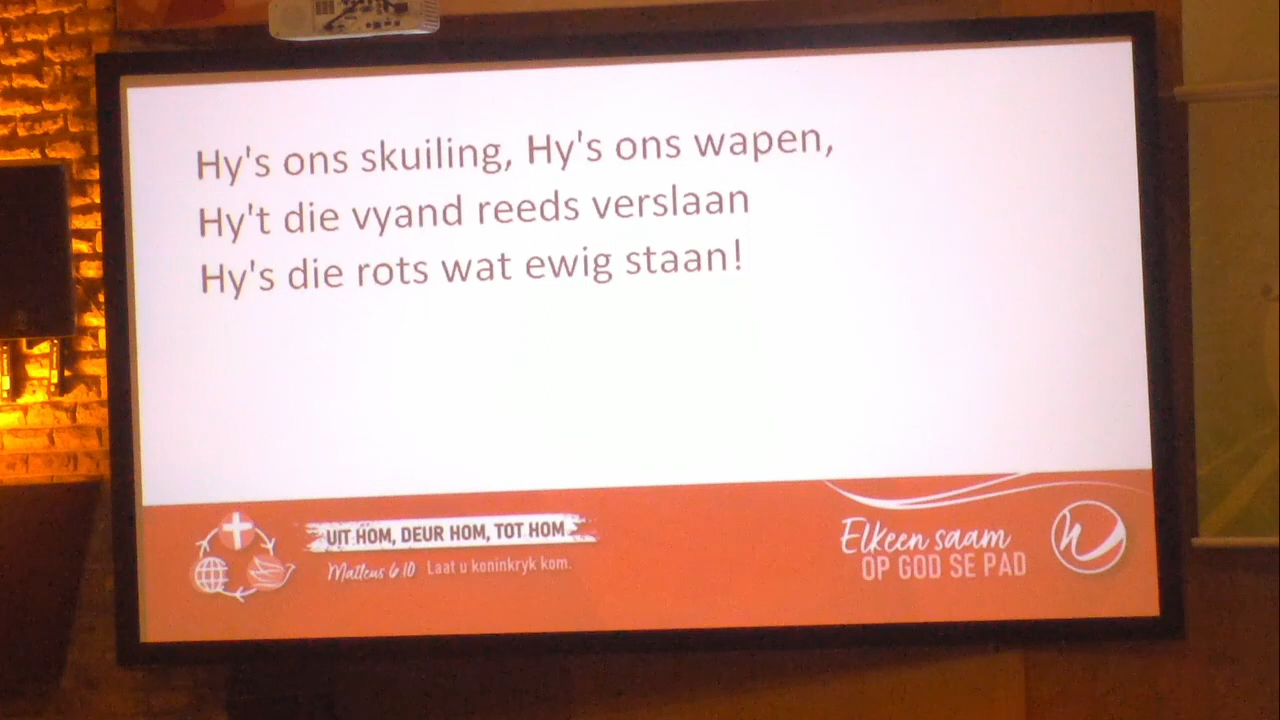 Hy's ons skuiling, Hy's ons wapen,
Hy't die vyand reeds verslaan
Hy's die rots wat ewig staan!
UIT HOM, DEUR HOM, TOT HOM
Matteus 6:10 Laat u koninkryk kom.
Elkeen saam
OP GOD SE PAD